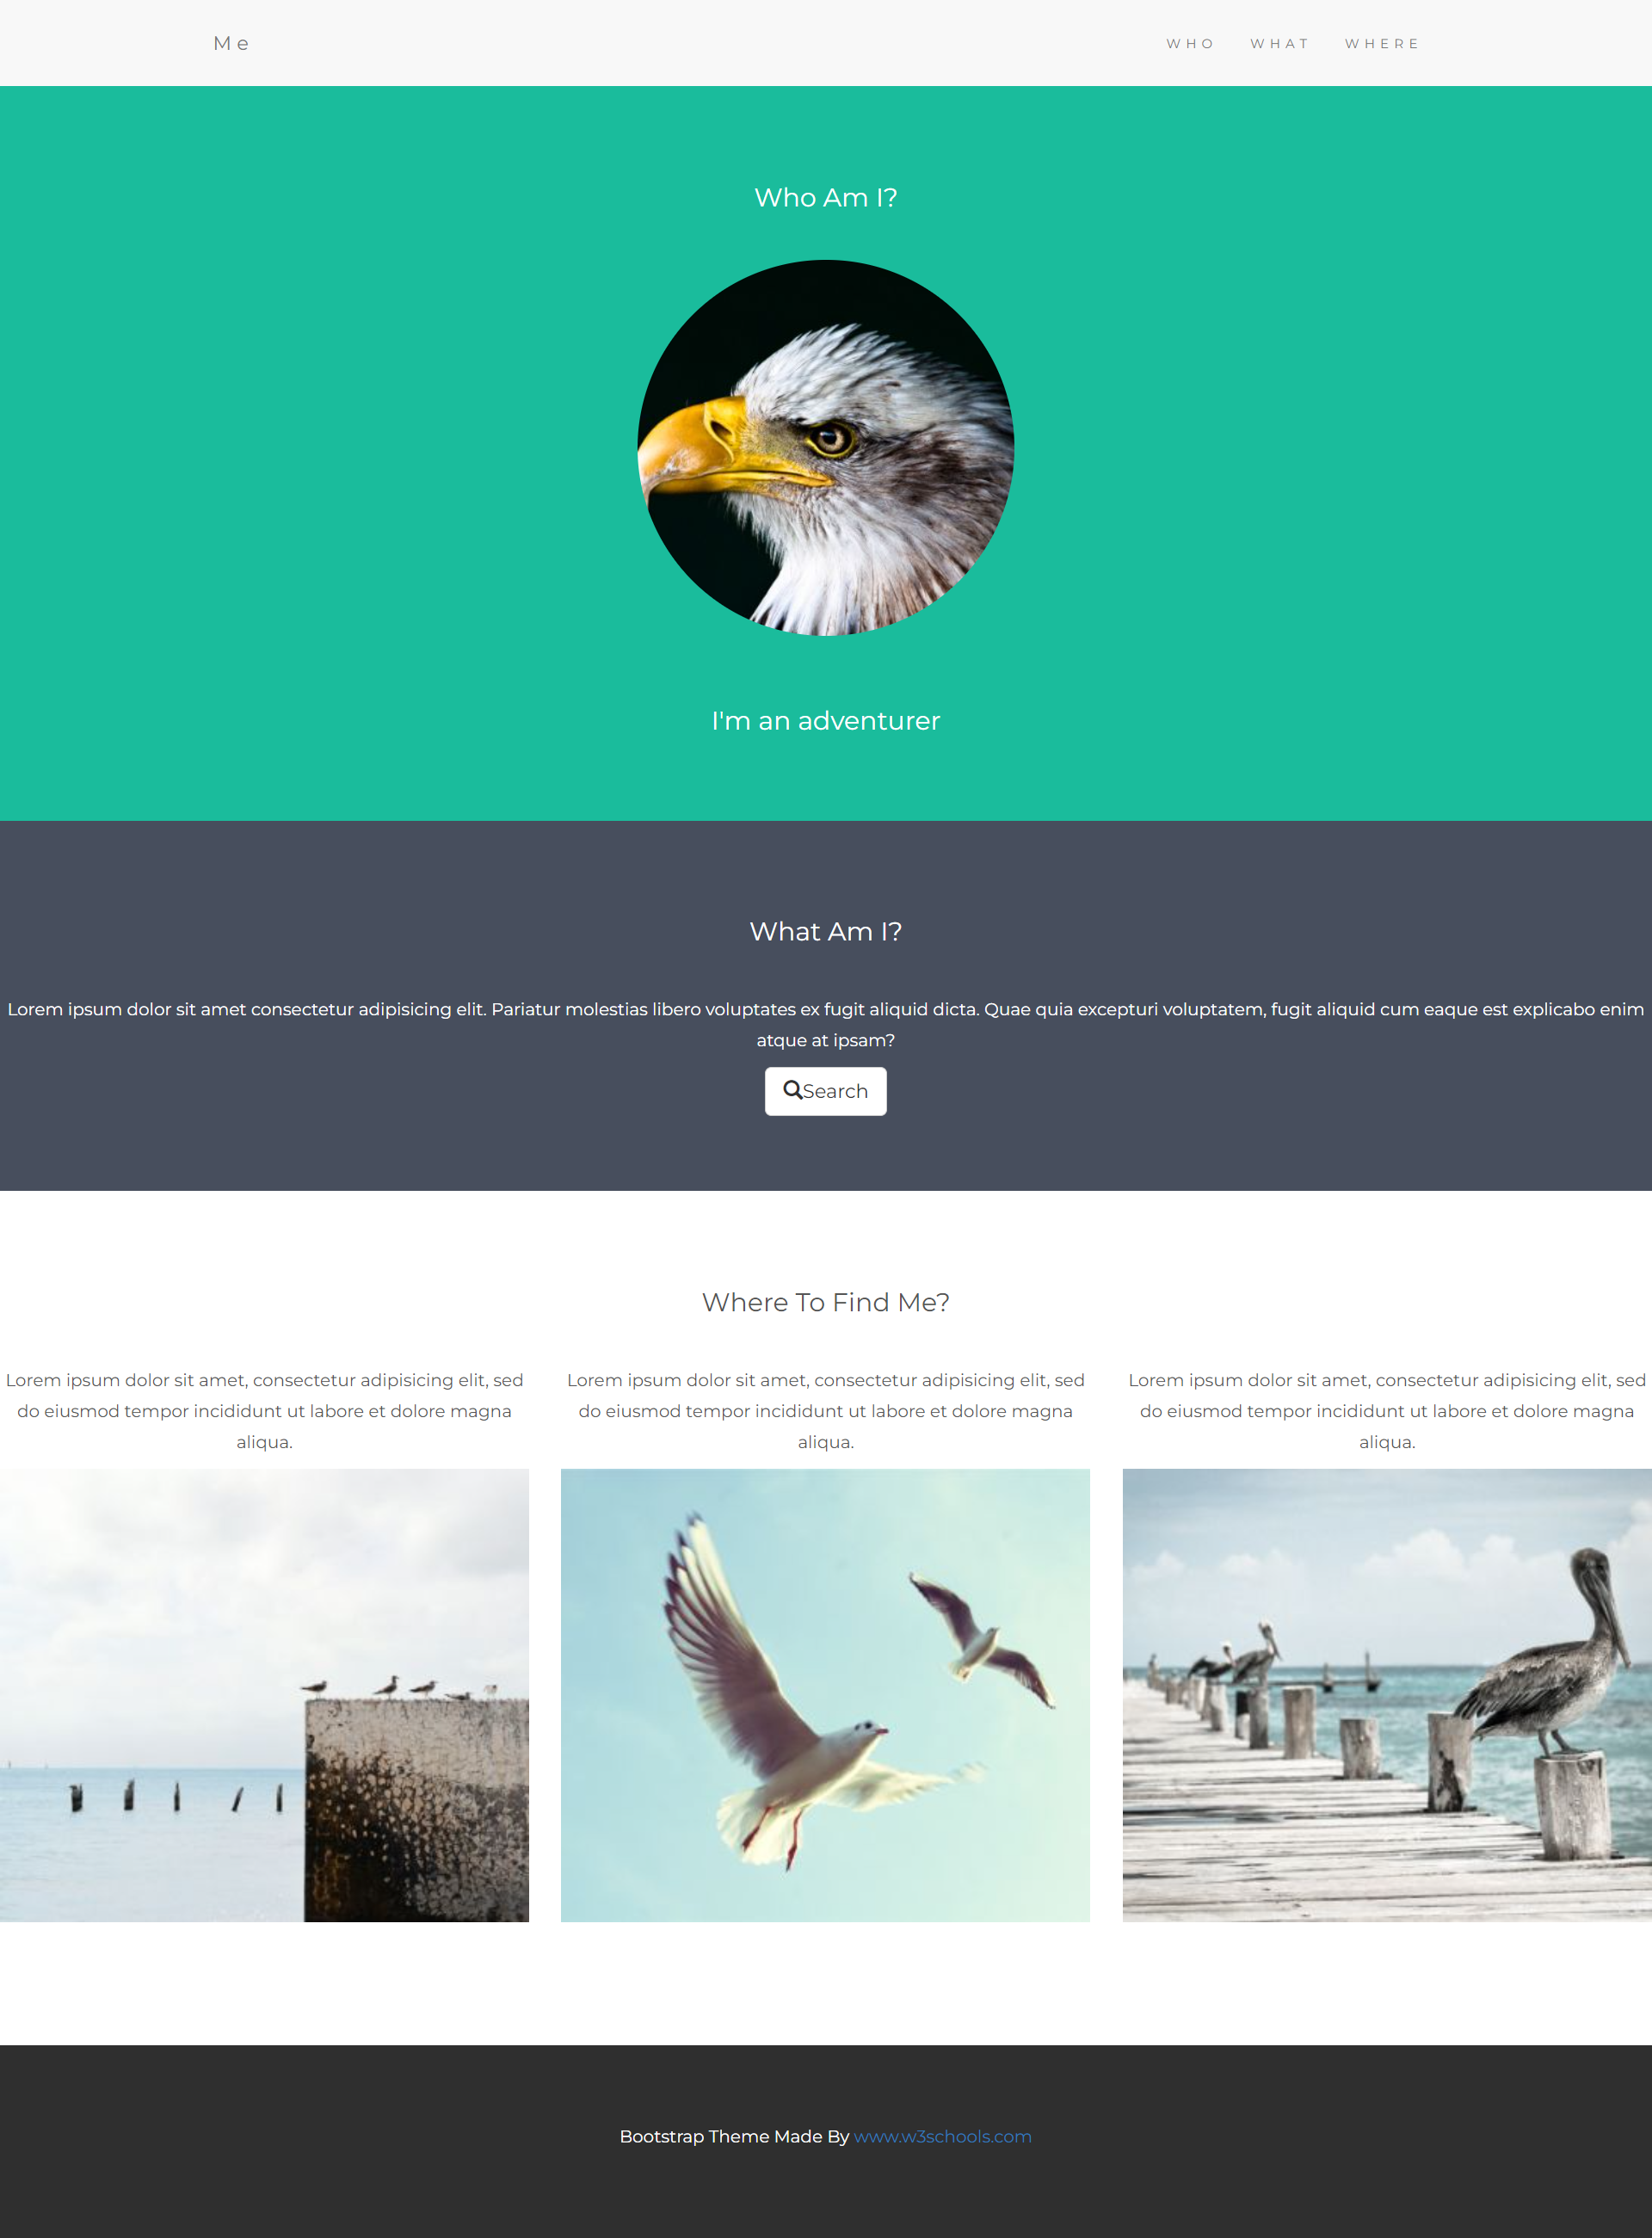 Me
WHO WHAT WHERE
Who Am I?
I'm an adventurer
What Am I?
Lorem ipsum dolor sit amet consectetur adipisicing elit. Pariatur molestias libero voluptates ex fugit aliquid dicta. Quae quia excepturi voluptatem, fugit aliquid cum eaque est explicabo enim
atque at ipsam?
Search
Where To Find Me?
Lorem ipsum dolor sit amet, consectetur adipisicing elit, sed
do eiusmod tempor incididunt ut labore et dolore magna
aliqua.
Lorem ipsum dolor sit amet, consectetur adipisicing elit, sed
do eiusmod tempor incididunt ut labore et dolore magna
aliqua.
Lorem ipsum dolor sit amet, consectetur adipisicing elit, sed
do eiusmod tempor incididunt ut labore et dolore magna
aliqua.
Bootstrap Theme Made By www.w3schools.com